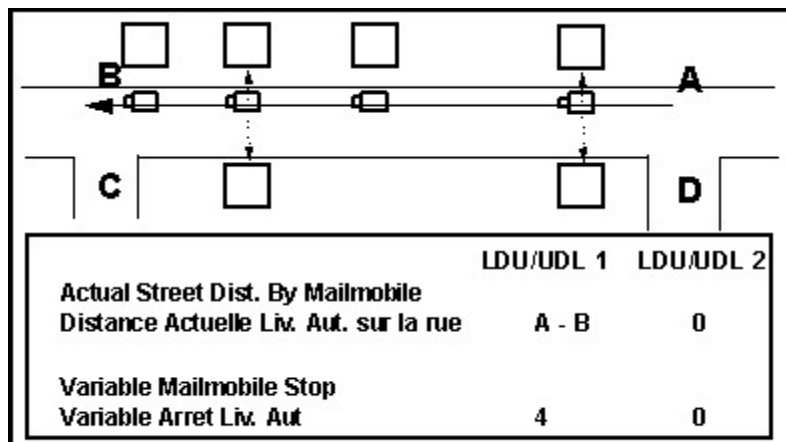 B A
C D
LDU/UDL 1 LDU/UDL 2
Actual Street Dist. By Mailmobile
Distance Actuelle Liv. Aut. sur la rue A - B 0
Variable Mailmobile Stop
Variable Arret Liv. Aut 4 0